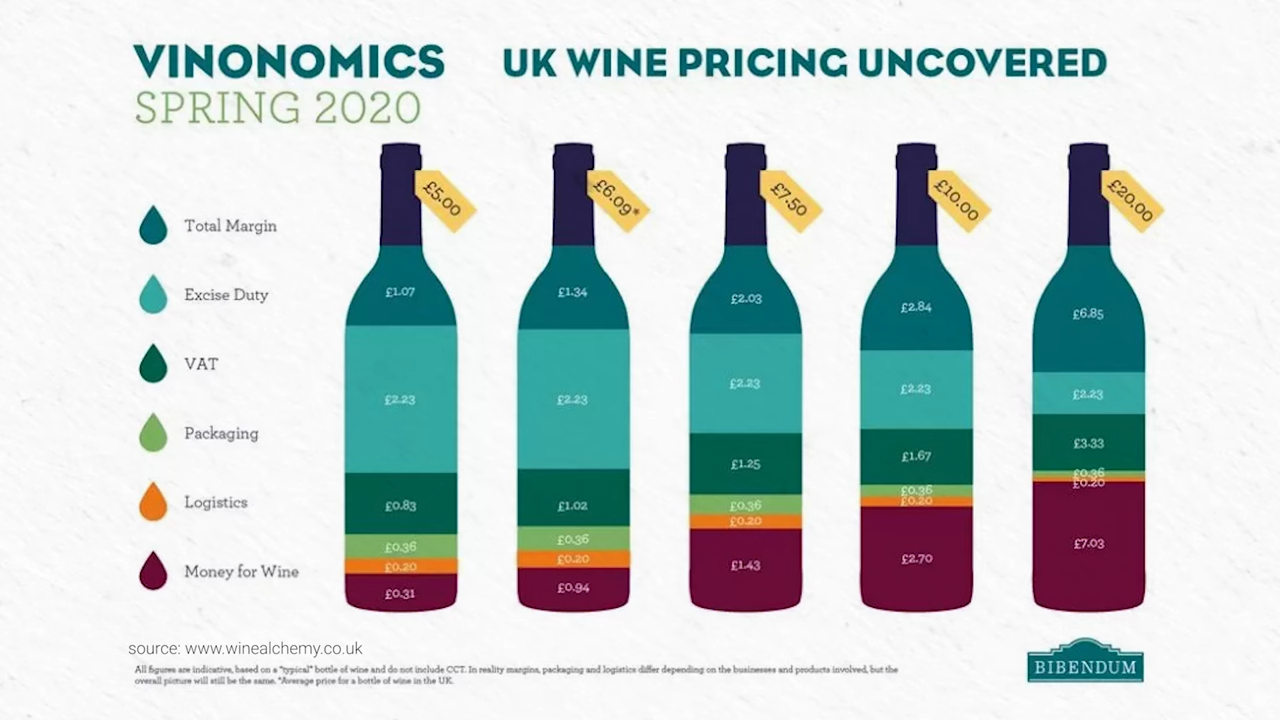 VINONOMICS
SPRING 2020
UK WINE PRICING UNCOVERED
Total Margin
Excise Duty
VAT
Packaging
Logistics
Money for Wine
£5.00
£1.07
£2.23
£0.83
£0.36
£0.20
£0.31
£6.09*
£1.34
£2.23
£1.02
£0.36
£0.20
£0.94
£7.50
£2.03
£2.23
£1.25
£0.36
£0.20
£1.43
£10.00
£2.84
£2.23
£1.67
£0.36
£0.20
£2.70
£20.00
£6.85
£2.23
£3.33
£0.36
£0.20
£7.03
source: www.winealchemy.co.uk
All figures are indicative, based on a "typical" bottle of wine and do not include CCT. In reality margins, packaging and logistics differ depending on the businesses and products involved, but the
overall picture will still be the same. *Average price for a bottle of wine in the UK.
BIBENDUM